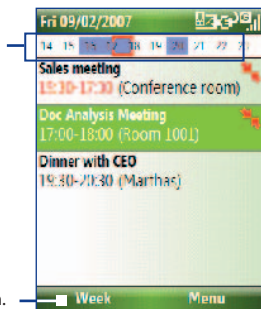 Fri 09/02/2007
14 15 16 17 18 19 20 21 22 23
Sales meeting
15:30-17:30 (Conference room)
Doc Analysis Meeting
17:00-18:00 (Room 1001)
Dinner with CEO
19:30-20:30 (Marthas)
Week Menu